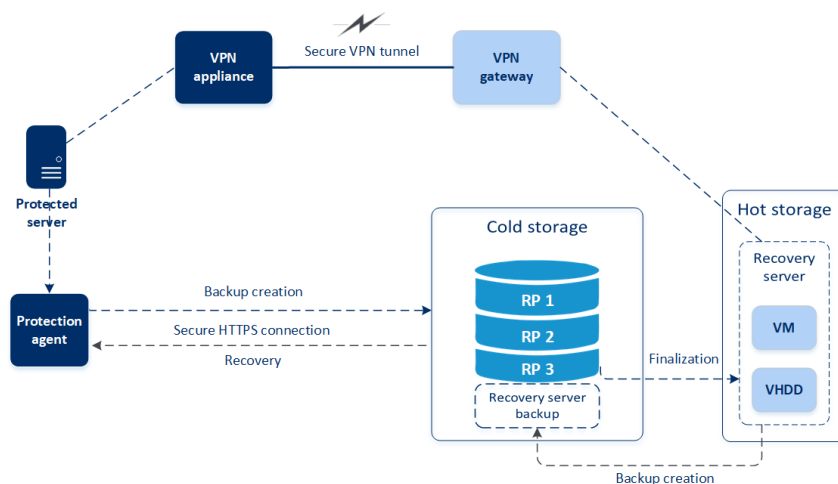 VPN
appliance
Secure VPN tunnel
VPN
gateway
Protected
server
Protection
agent
Backup creation
Secure HTTPS connection
Recovery
Cold storage
RP 1
RP 2
RP 3
Recovery server
backup
Finalization
Hot storage
Recovery
server
VM
VHDD
Backup creation